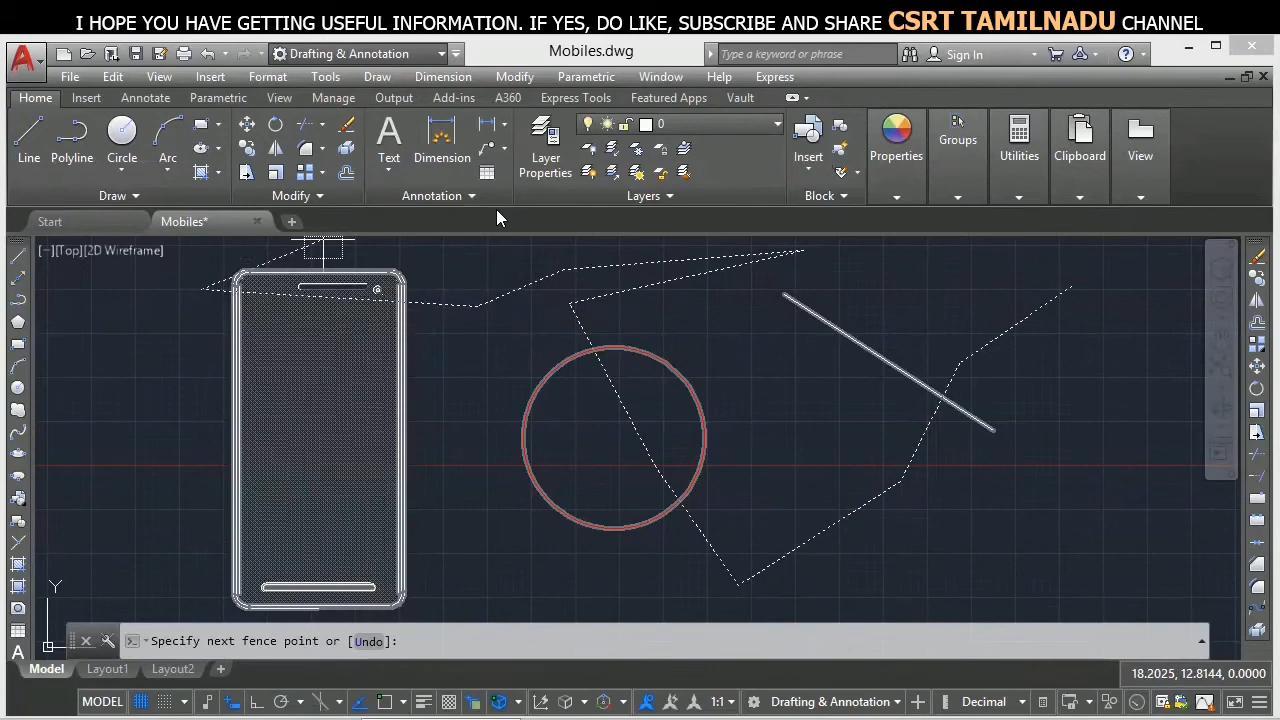 I HOPE YOU HAVE GETTING USEFUL INFORMATION. IF YES, DO LIKE, SUBSCRIBE AND SHARE CSRT TAMILNADU CHANNEL
Drafting & Annotation
Mobiles.dwg
Type a keyword or phrase
Sign In
File Edit View Insert Format Tools Draw Dimension Modify Parametric Window Help Express
Home Insert Annotate Parametric View Manage Output Add-ins A360 Express Tools Featured Apps Vault
Line Polyline Circle Arc
Text Dimension
Layer Properties
0
Insert
Properties
Groups
Utilities
Clipboard
View
Draw Modify Annotation Layers Block
Start Mobiles*
[−][Top][2D Wireframe]
Y
Specify next fence point or [Undo]:
Model Layout1 Layout2
18.2025, 12.8144, 0.0000
MODEL 1:1 Drafting & Annotation Decimal